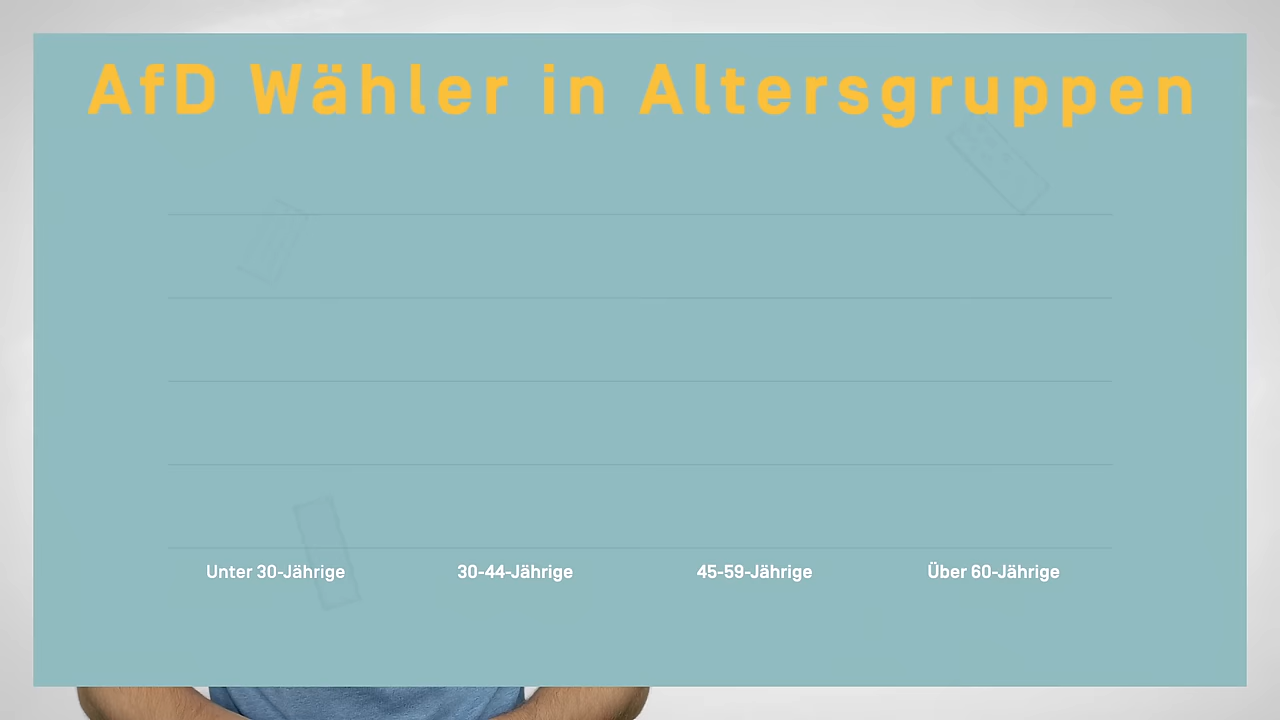 AfD Wähler in Altersgruppen
Unter 30-Jährige 30-44-Jährige 45-59-Jährige Über 60-Jährige